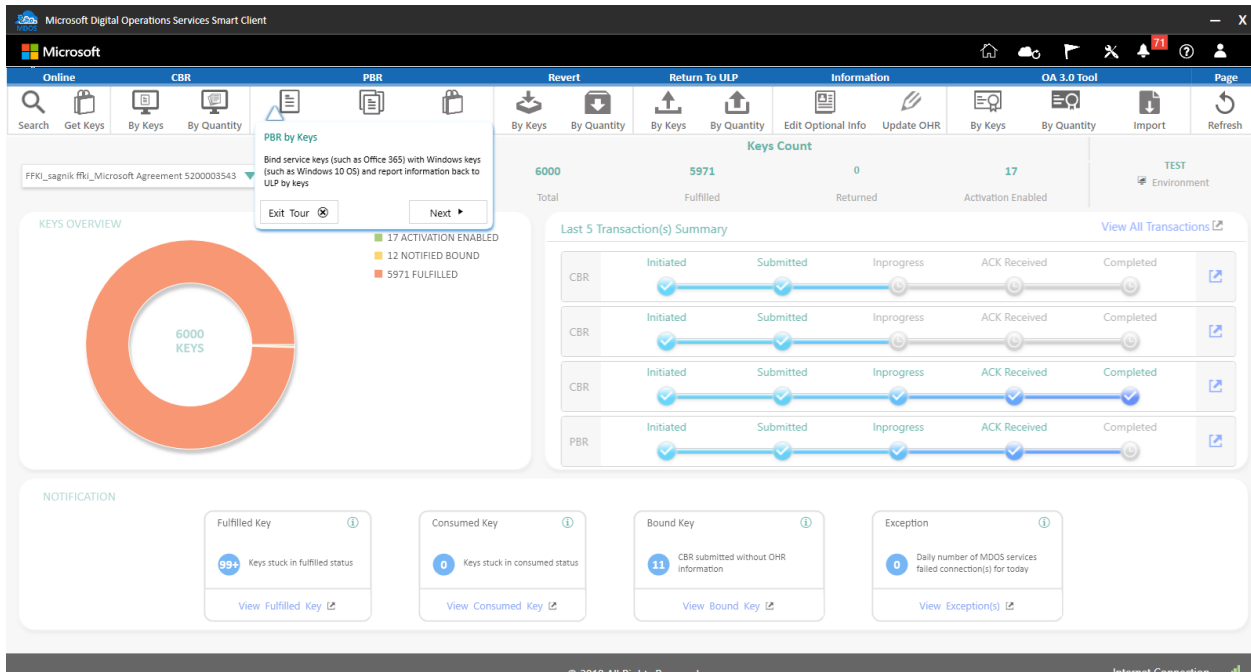 MDOS
Microsoft Digital Operations Services Smart Client
Microsoft
71
Online CBR PBR Revert Return To ULP Information OA 3.0 Tool Page
Search Get Keys By Keys By Quantity By Keys By Quantity By Keys By Quantity Edit Optional Info Update OHR By Keys By Quantity Import Refresh
PBR by Keys
Bind service keys (such as Office 365) with Windows keys
(such as Windows 10 OS) and report information back to
ULP by keys
Exit Tour Next
FFKI_sagnik ffki_Microsoft Agreement 5200003543
Keys Count
6000 5971 0 17
Total Fulfilled Returned Activation Enabled
TEST
Environment
KEYS OVERVIEW
17 ACTIVATION ENABLED
12 NOTIFIED BOUND
5971 FULFILLED
6000
KEYS
Last 5 Transaction(s) Summary
View All Transactions
CBR Initiated Submitted Inprogress ACK Received Completed
CBR Initiated Submitted Inprogress ACK Received Completed
CBR Initiated Submitted Inprogress ACK Received Completed
PBR Initiated Submitted Inprogress ACK Received Completed
NOTIFICATION
Fulfilled Key
99+ Keys stuck in fulfilled status
View Fulfilled Key
Consumed Key
0 Keys stuck in consumed status
View Consumed Key
Bound Key
11 CBR submitted without OHR
information
View Bound Key
Exception
0 Daily number of MDOS services
failed connection(s) for today
View Exception(s)